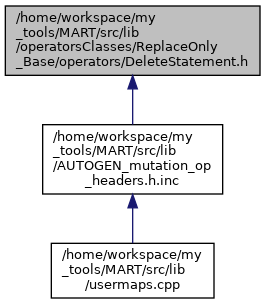 /home/workspace/my
_tools/MART/src/lib
/operatorsClasses/ReplaceOnly
_Base/operators/DeleteStatement.h
/home/workspace/my
_tools/MART/src/lib
/AUTOGEN_mutation_op
_headers.h.inc
/home/workspace/my
_tools/MART/src/lib
/usermaps.cpp